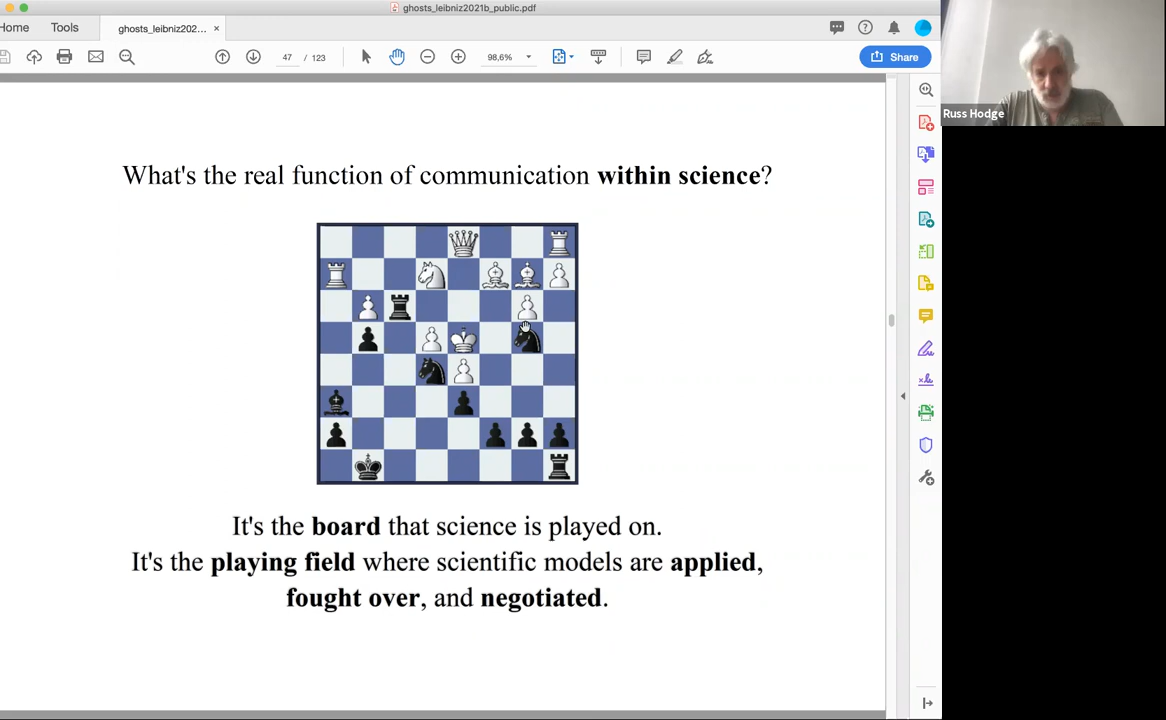 ghosts_leibniz2021b_public.pdf
Home
Tools
ghosts_leibniz202...
47 / 123
98,6%
Share
Russ Hodge
What's the real function of communication within science?
It's the board that science is played on.
It's the playing field where scientific models are applied,
fought over, and negotiated.